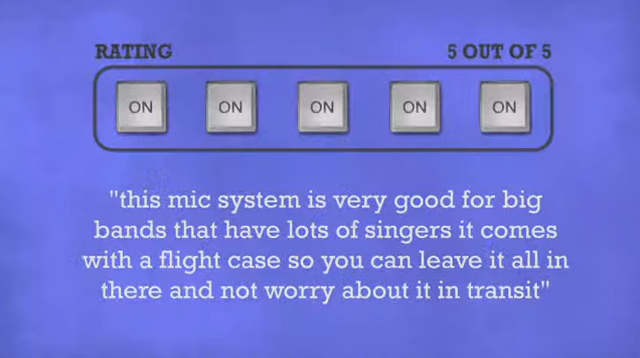 RATING 5 OUT OF 5
ON ON ON ON ON
"this mic system is very good for big
bands that have lots of singers it comes
with a flight case so you can leave it all in
there and not worry about it in transit"